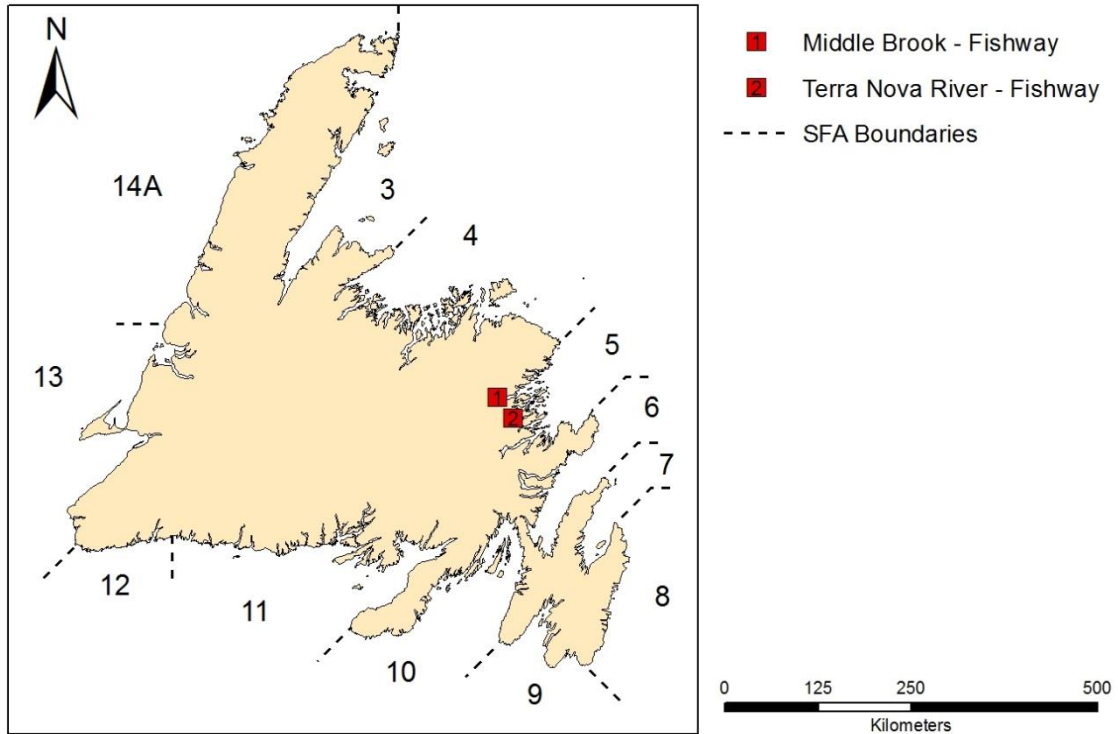 N
14A
3
4
5
6
7
8
9
10
11
12
13
1
2
1 Middle Brook - Fishway
2 Terra Nova River - Fishway
SFA Boundaries
0 125 250 500
Kilometers